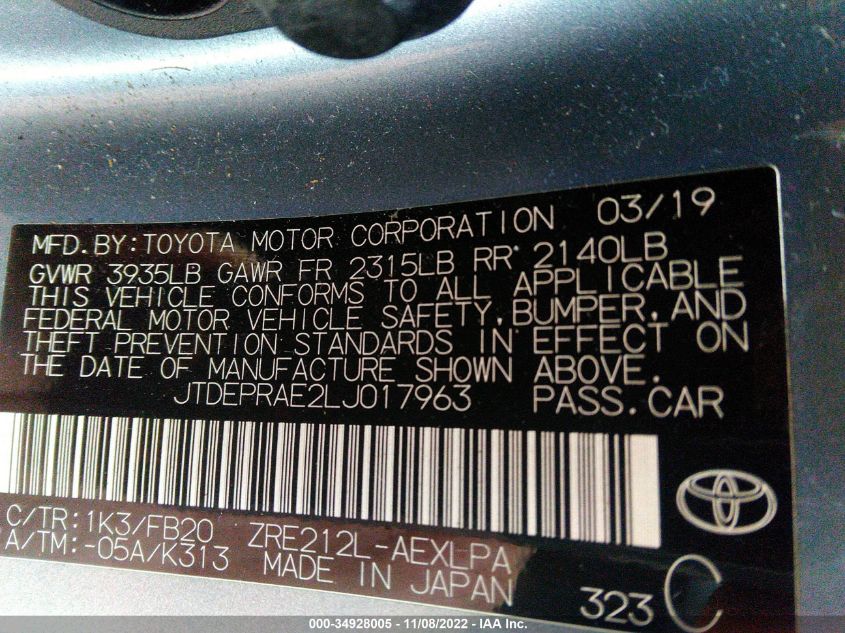 MFD.BY:TOYOTA MOTOR CORPORATION 03/19
GVWR 3935LB GAWR FR 2315LB RR 2140LB
THIS VEHICLE CONFORMS TO ALL APPLICABLE
FEDERAL MOTOR VEHICLE SAFETY, BUMPER, AND
THEFT PREVENTION STANDARDS IN EFFECT ON
THE DATE OF MANUFACTURE SHOWN ABOVE.
JTDEPRAE2LJ017963 PASS.CAR
C/TR:1K3/FB20 ZRE212L-AEXLPA
A/TM:-05A/K313 MADE IN JAPAN 323 C
000-34928005 - 11/08/2022 - IAA Inc.